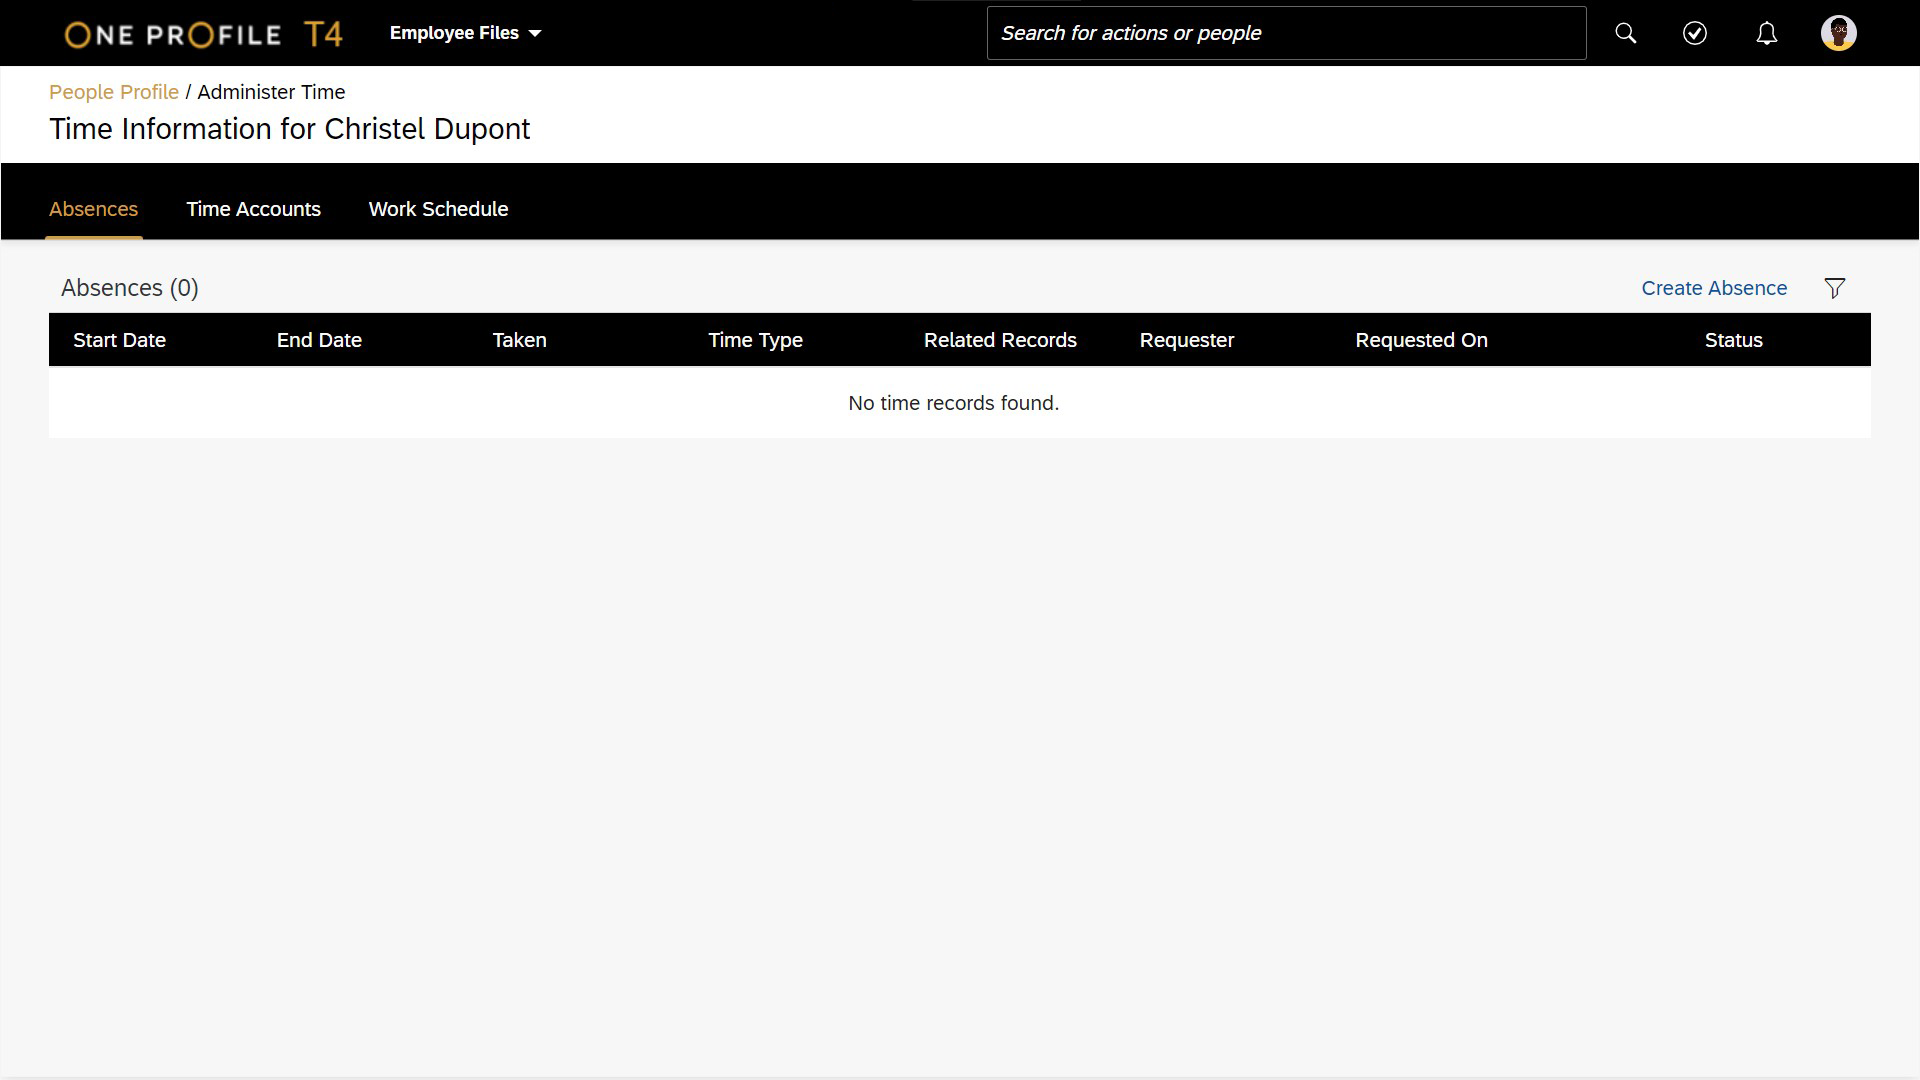 ONE PROFILE T4
Employee Files
Search for actions or people
People Profile / Administer Time
Time Information for Christel Dupont
Absences
Time Accounts
Work Schedule
Absences (0)
Create Absence
Start Date
End Date
Taken
Time Type
Related Records
Requester
Requested On
Status
No time records found.